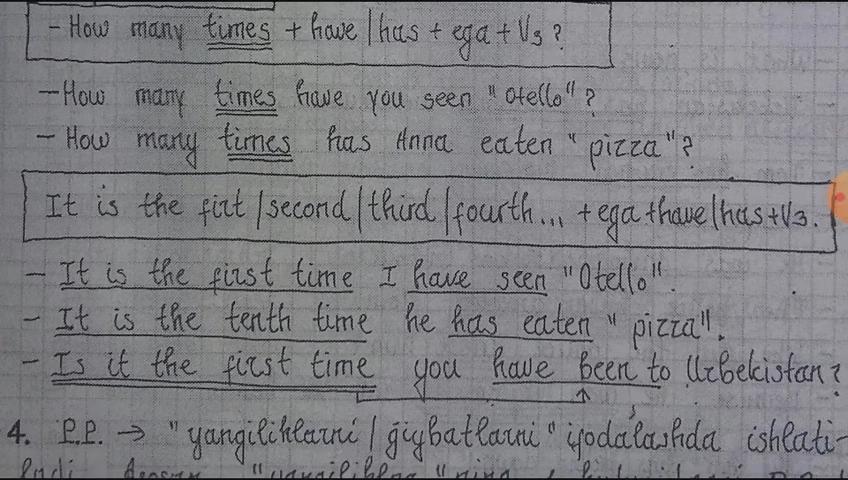 - How many times + have | has + ega + V3 ?
- How many times have you seen "Otello"?
- How many times has Anna eaten "pizza"?
It is the firt | second | third | fourth... + ega + have | has + V3.
- It is the first time I have seen "Otello".
- It is the tenth time he has eaten "pizza".
- Is it the first time you have been to Uzbekistan?
4. P.P. → "yangiliklarni | g'iybatlarni" ifodalashda ishlati-